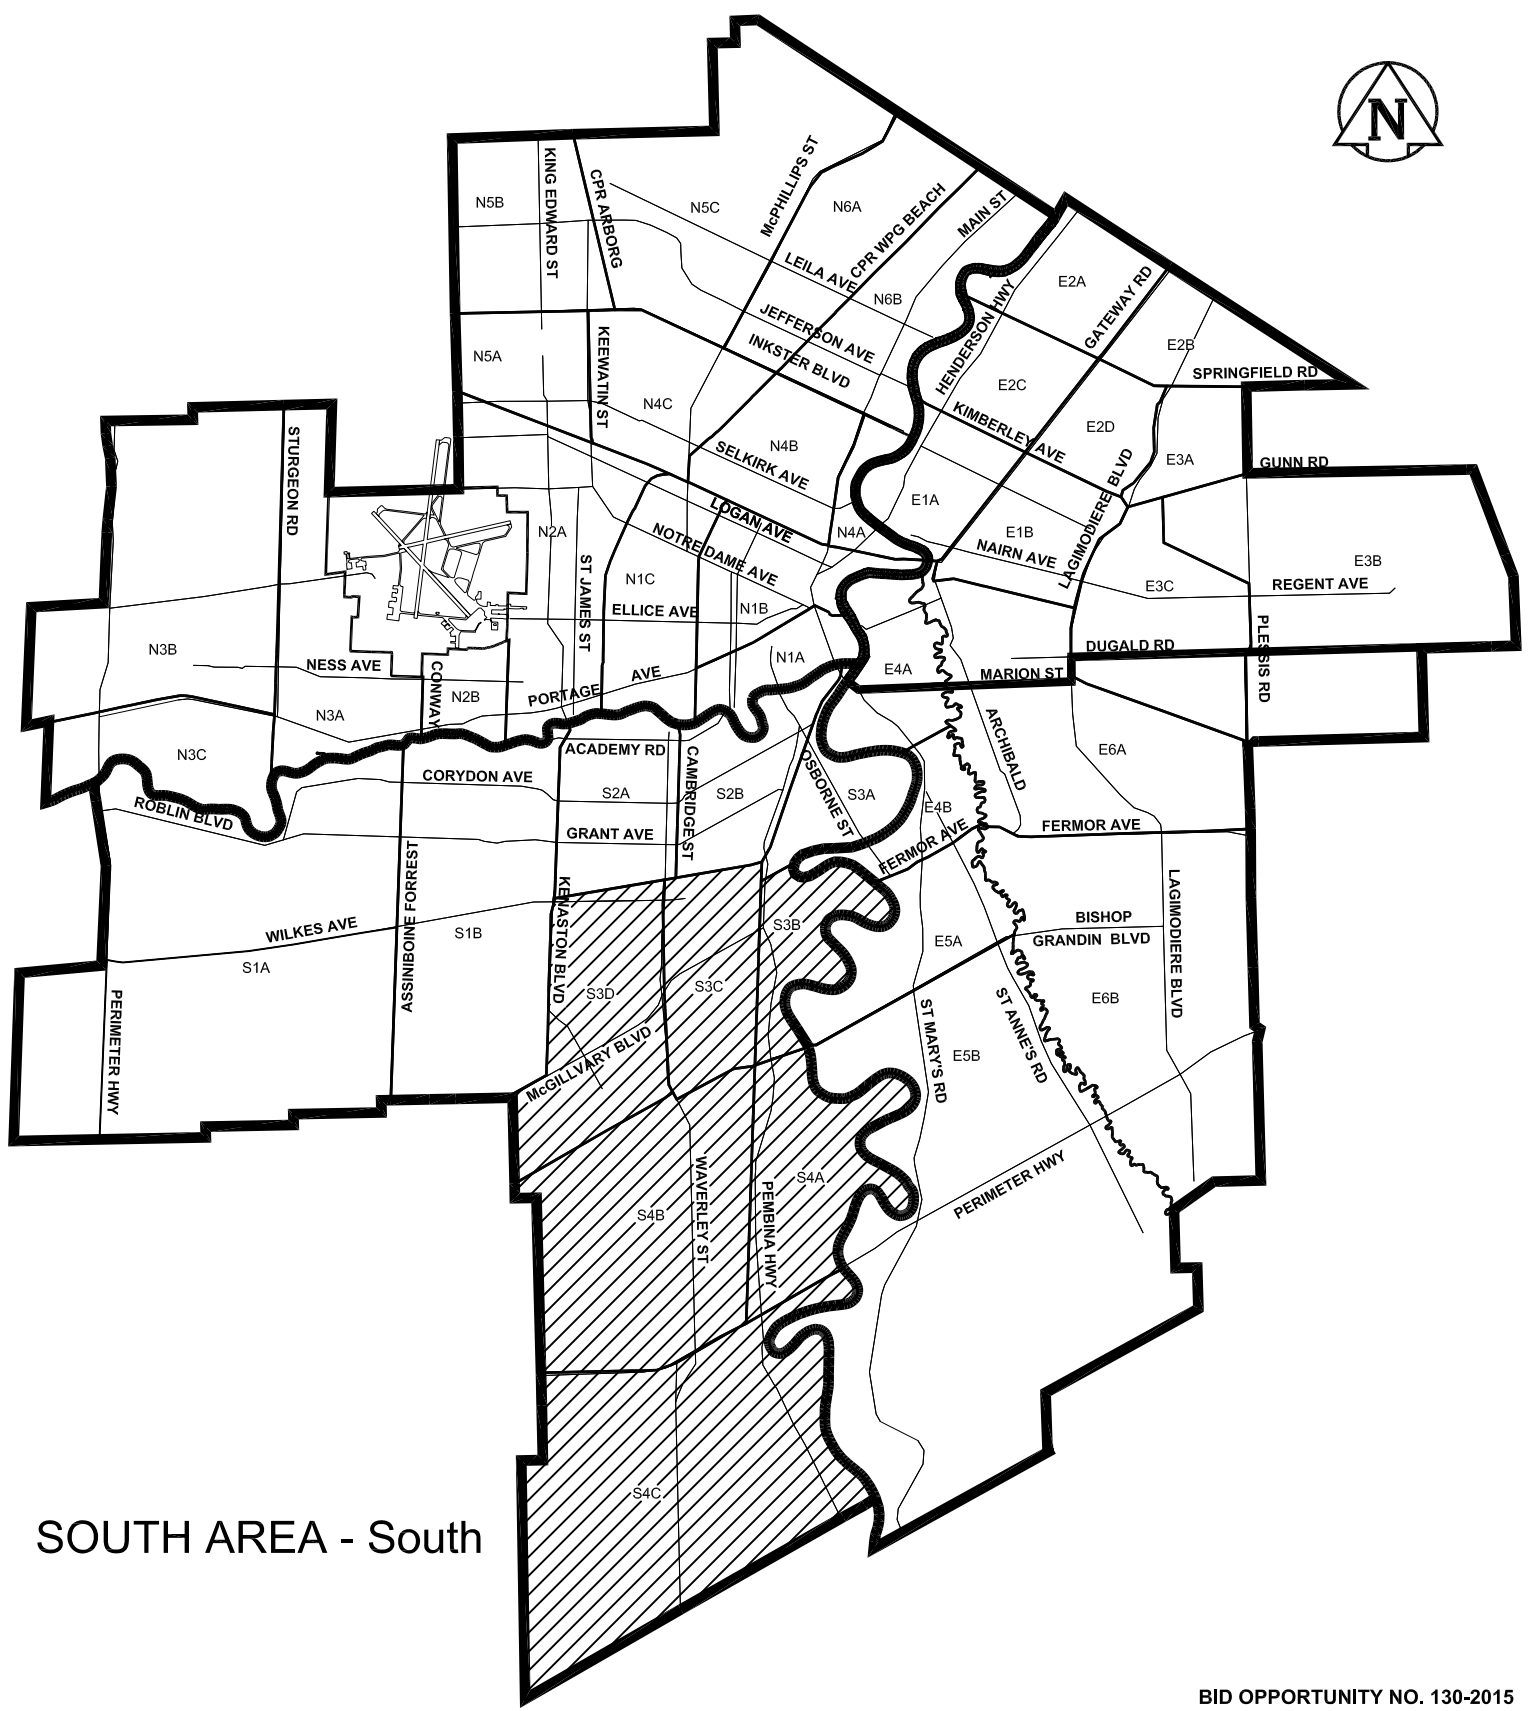 N
McPHILLIPS ST
KING EDWARD ST
CPR ARBORG
N5B
N5C
N6A
CPR WPG BEACH
MAIN ST
LEILA AVE
E2A
GATEWAY RD
N6B
HENDERSON HWY
JEFFERSON AVE
INKSTER BLVD
N5A
KEEWATIN ST
E2B
SPRINGFIELD RD
E2C
N4C
KIMBERLEY AVE
E2D
N4B
SELKIRK AVE
STURGEON RD
LAGIMODIERE BLVD
E3A
GUNN RD
E1A
LOGAN AVE
N2A
NOTRE DAME AVE
N4A
E1B
NAIRN AVE
E3B
E3C
REGENT AVE
N1C
ST JAMES ST
ELLICE AVE
N1B
PLESSIS RD
N3B
NESS AVE
DUGALD RD
N1A
E4A
MARION ST
CONWAY
N2B
PORTAGE
AVE
N3A
ARCHIBALD
N3C
ACADEMY RD
E6A
CORYDON AVE
CAMBRIDGE ST
OSBORNE ST
S2A
S2B
S3A
E4B
ROBLIN BLVD
GRANT AVE
FERMOR AVE
FERMOR AVE
ASSINIBOINE FORREST
KENASTON BLVD
LAGIMODIERE BLVD
WILKES AVE
S1B
S3B
BISHOP
GRANDIN BLVD
E5A
S1A
PERIMETER HWY
S3D
S3C
E6B
ST MARY'S RD
ST ANNE'S RD
McGILLVARY BLVD
E5B
WAVERLEY ST
PEMBINA HWY
S4A
PERIMETER HWY
S4B
S4C
SOUTH AREA - South
BID OPPORTUNITY NO. 130-2015